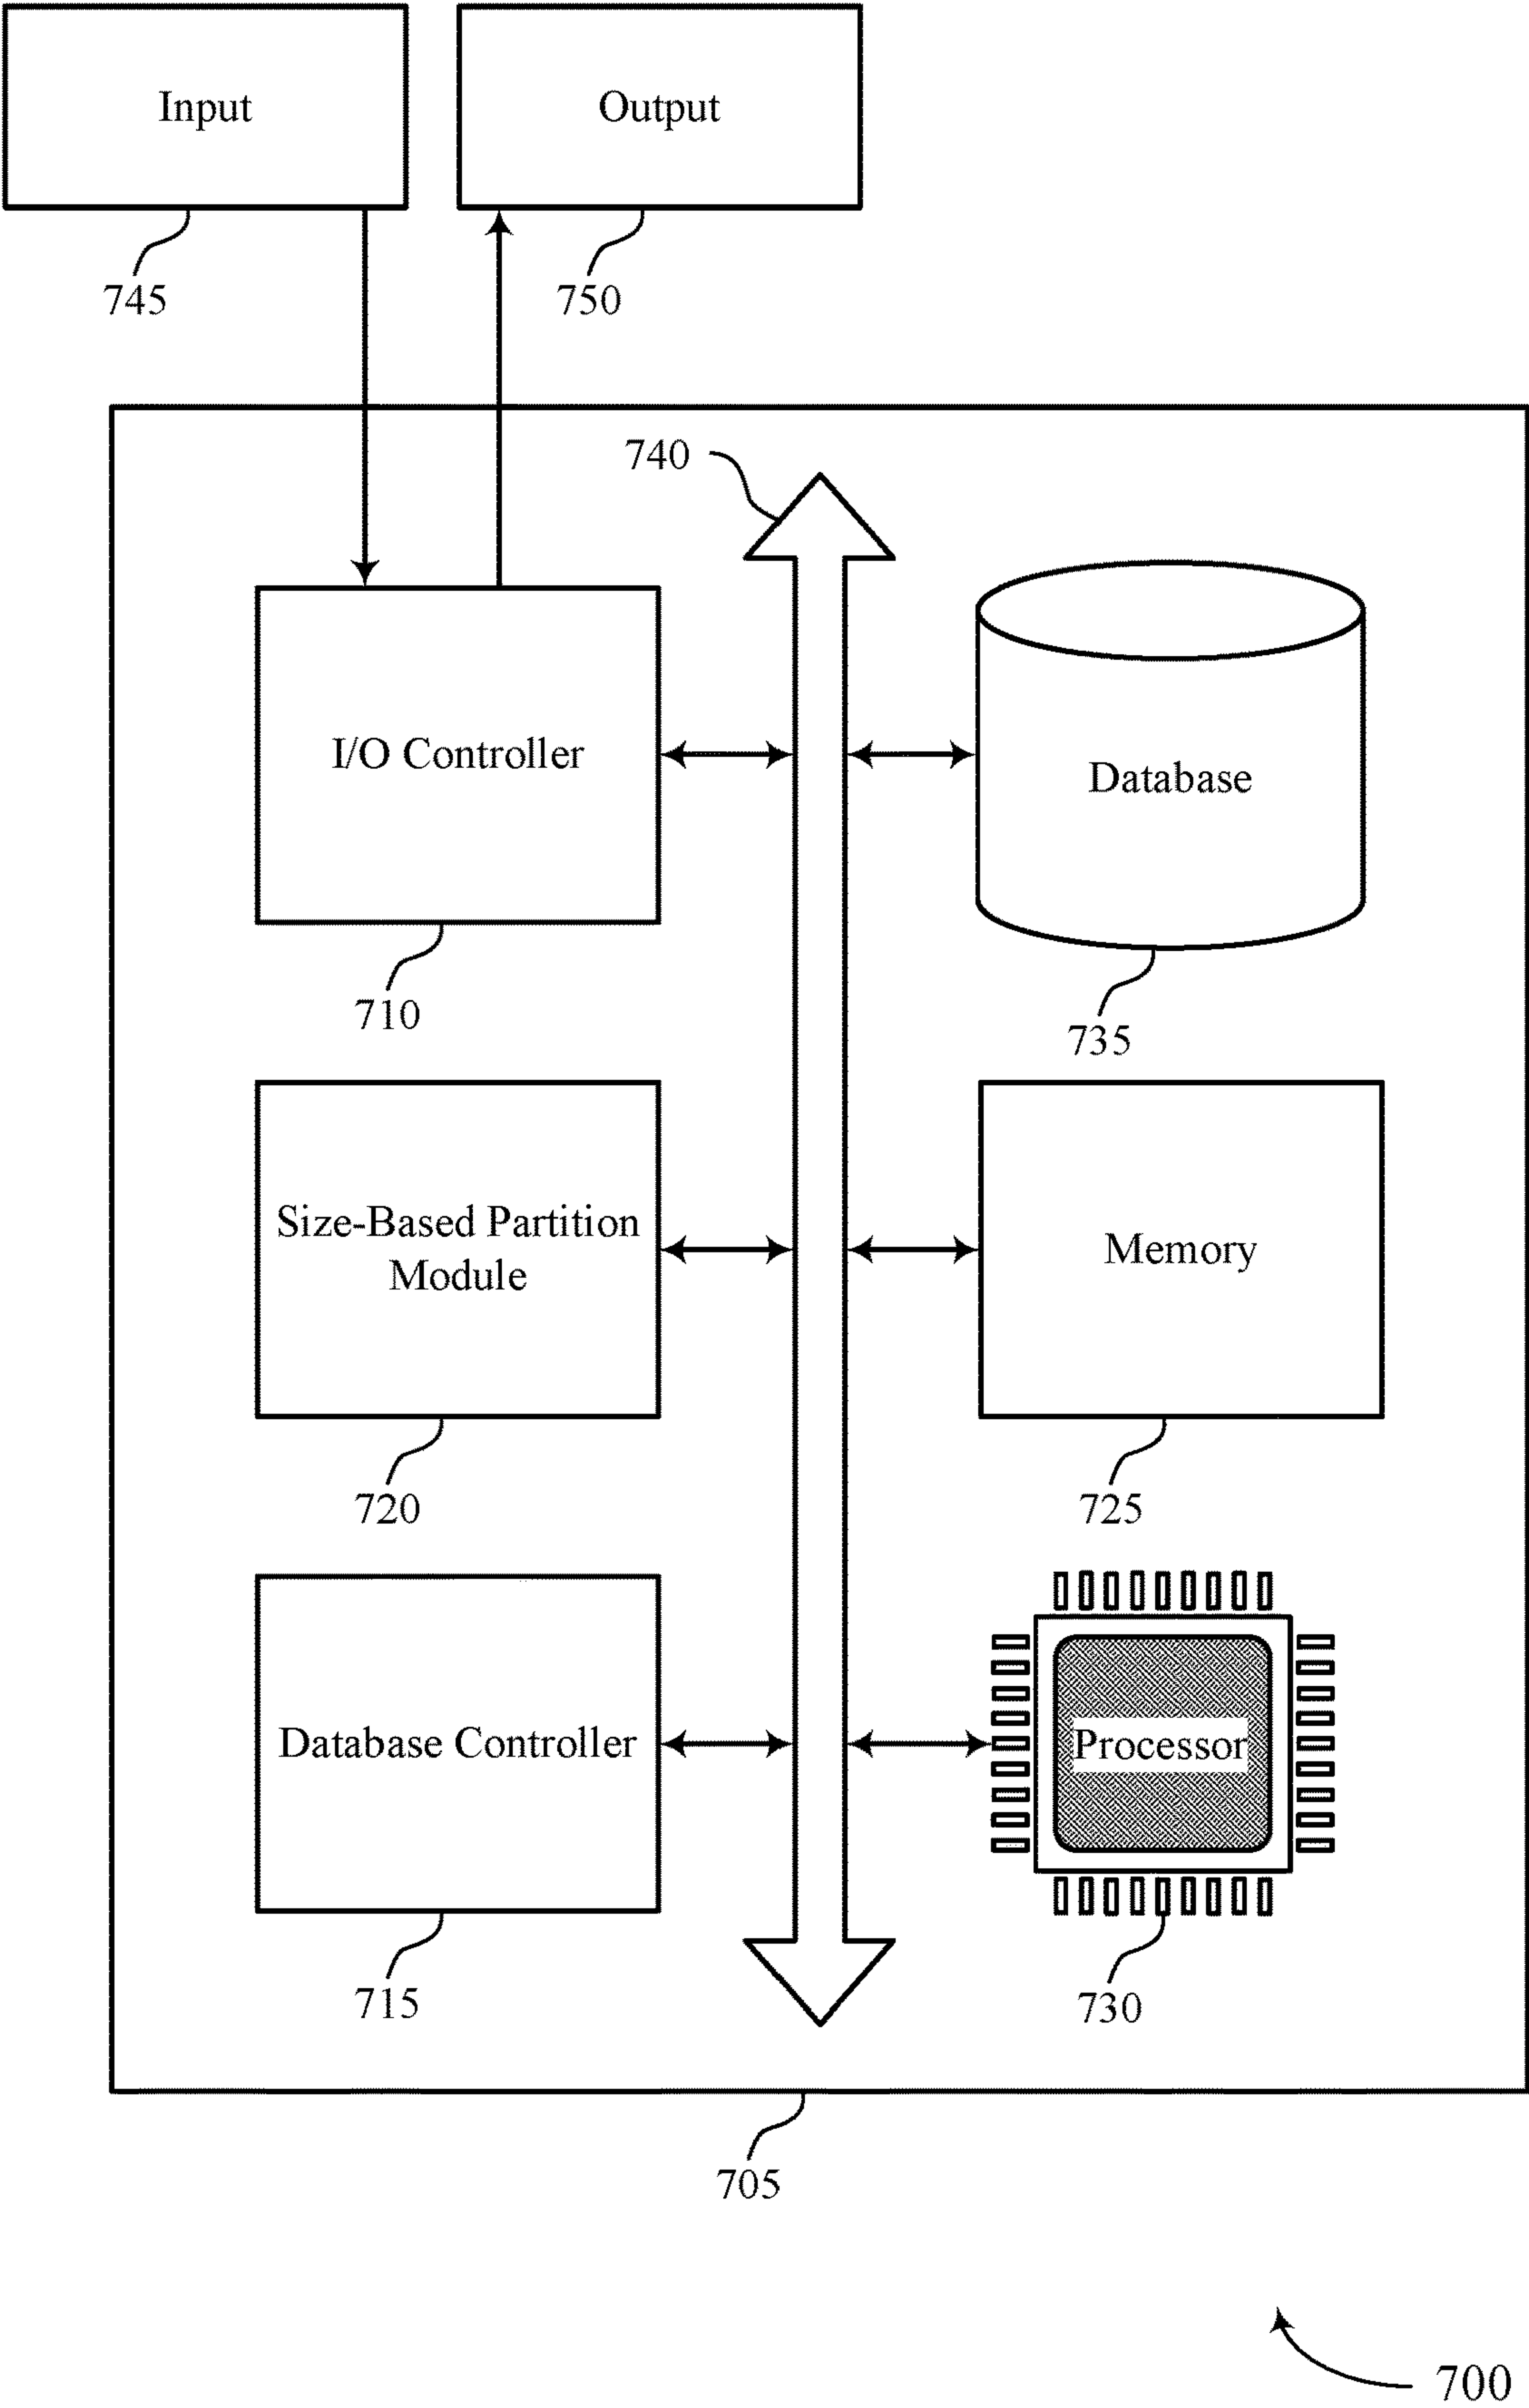 Input
Output
745
750
740
I/O Controller
Database
710
735
Size-Based Partition
Module
Memory
720
725
Database Controller
Processor
715
730
705
700